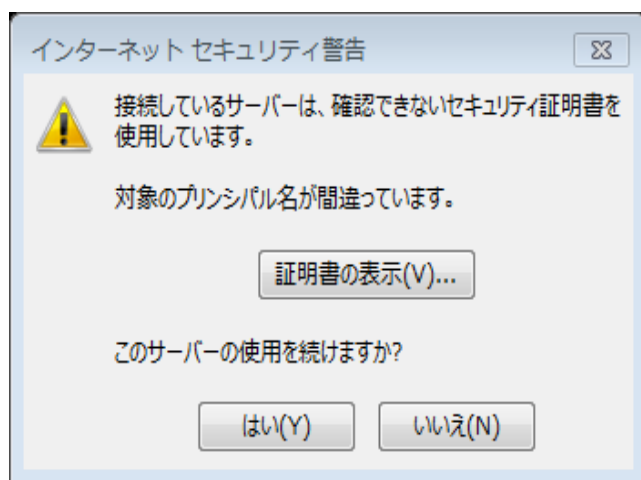 インターネット セキュリティ警告
接続しているサーバーは、確認できないセキュリティ証明書を
使用しています。
対象のプリンシパル名が間違っています。
証明書の表示(V)...
このサーバーの使用を続けますか?
はい(Y)
いいえ(N)